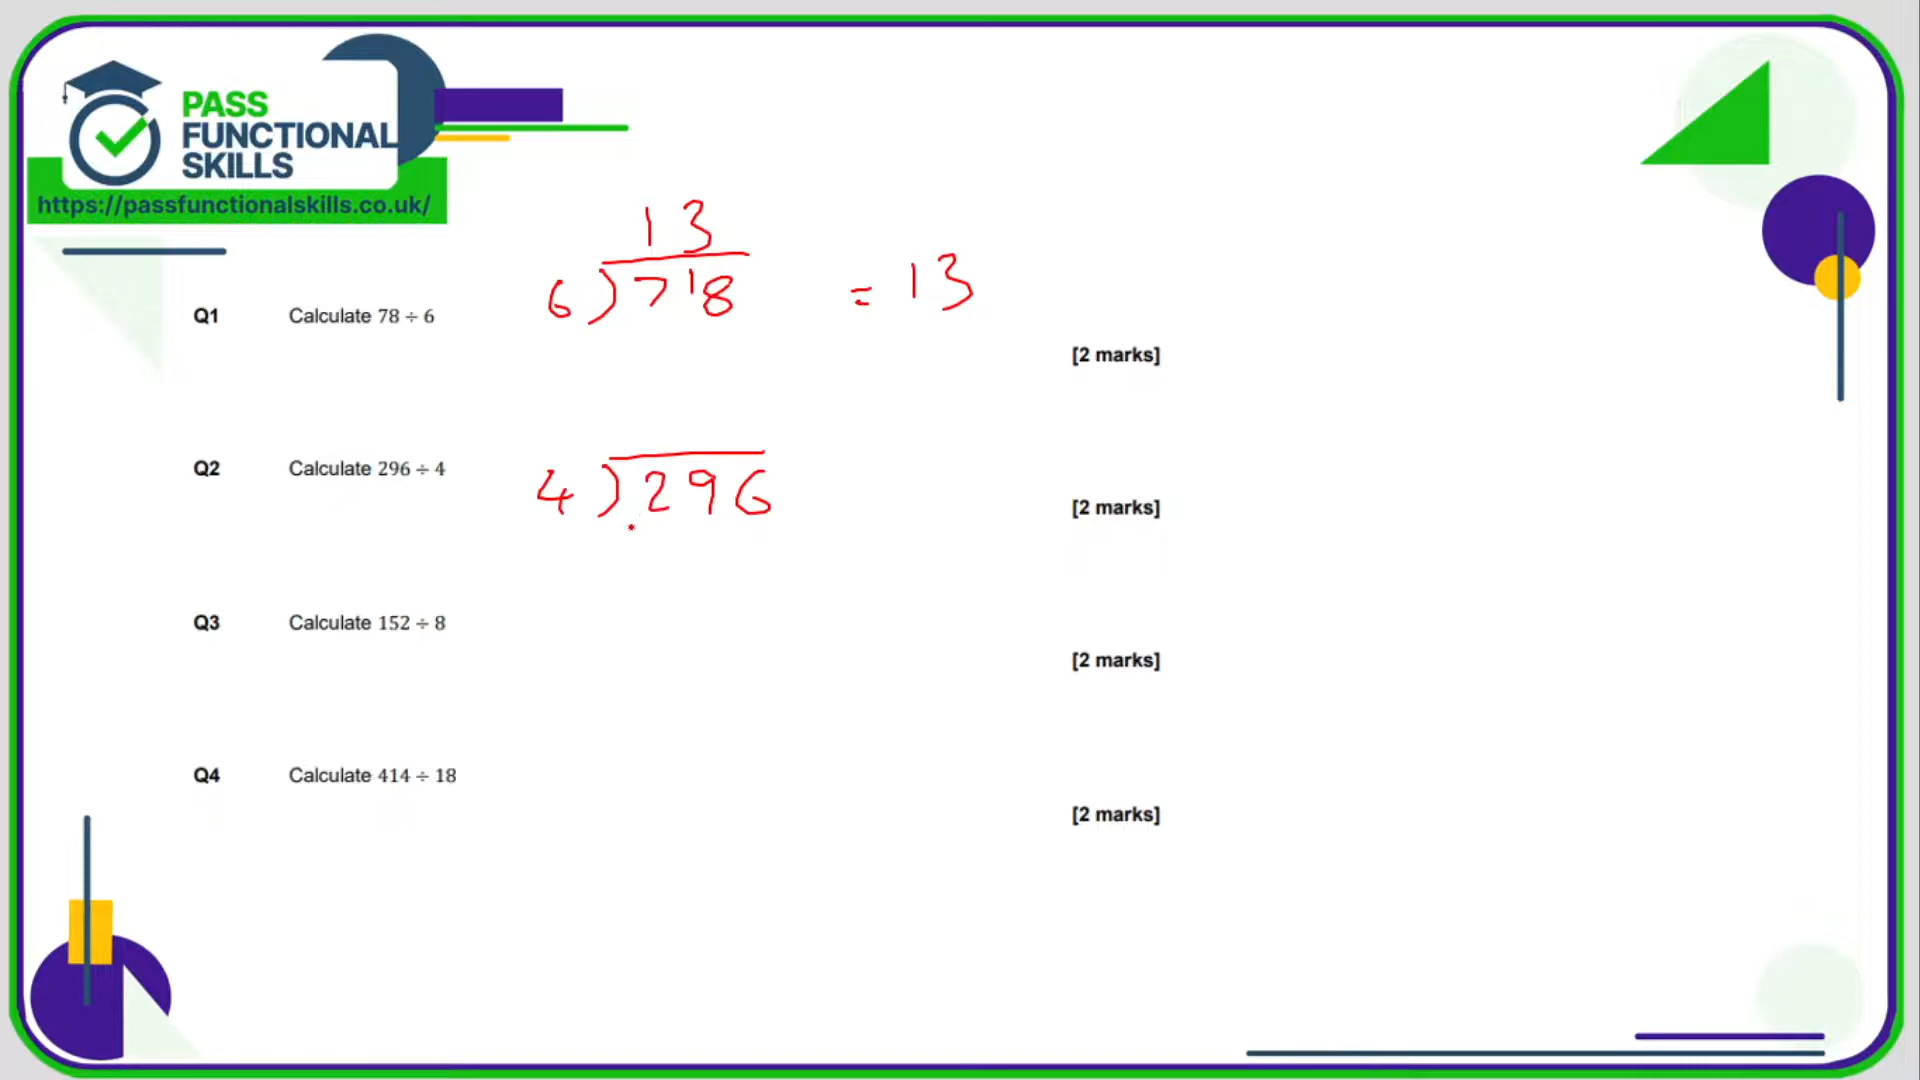 PASS
FUNCTIONAL
SKILLS
https://passfunctionalskills.co.uk/
13
6)718 = 13
Q1 Calculate 78 ÷ 6
[2 marks]
Q2 Calculate 296 ÷ 4 4)296
[2 marks]
Q3 Calculate 152 ÷ 8
[2 marks]
Q4 Calculate 414 ÷ 18
[2 marks]